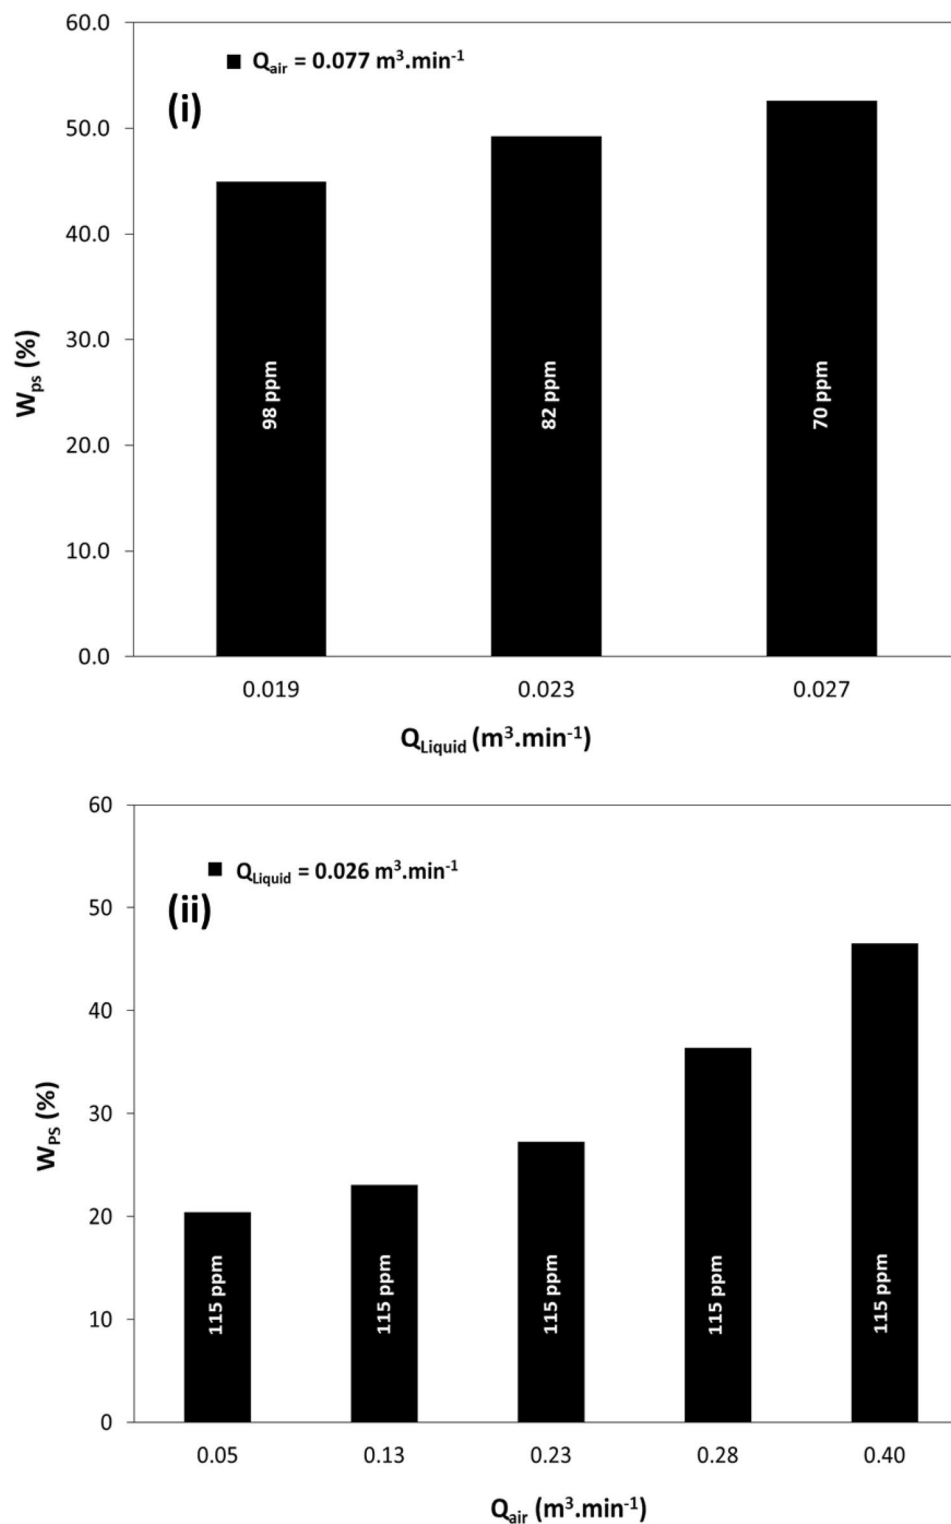 60.0
■ Qair = 0.077 m³.min⁻¹
(i)
50.0
40.0
30.0
20.0
10.0
0.0
Wps (%)
98 ppm
82 ppm
70 ppm
0.019 0.023 0.027
QLiquid (m³.min⁻¹)
60
■ QLiquid = 0.026 m³.min⁻¹
(ii)
50
40
30
20
10
0
WPS (%)
115 ppm
115 ppm
115 ppm
115 ppm
115 ppm
0.05 0.13 0.23 0.28 0.40
Qair (m³.min⁻¹)